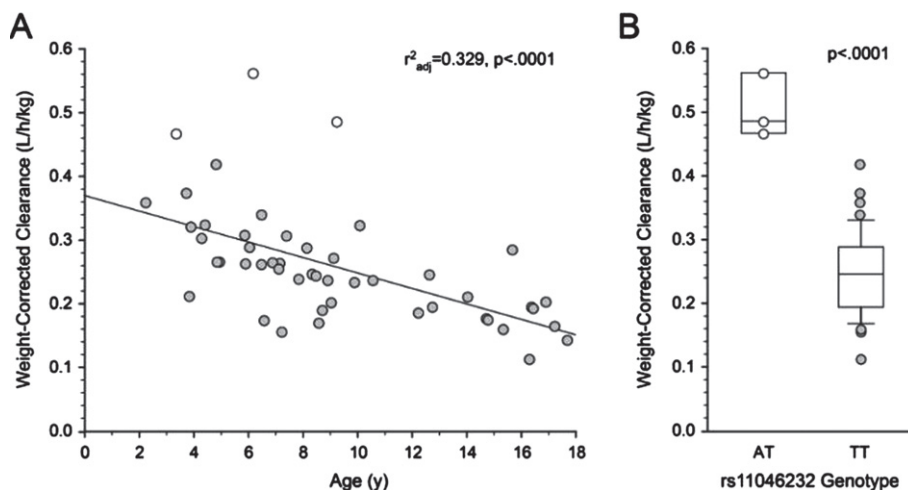 A
Weight-Corrected Clearance (L/h/kg)
0.6
0.5
0.4
0.3
0.2
0.1
0.0
r²adj=0.329, p<.0001
0 2 4 6 8 10 12 14 16 18
Age (y)
B
Weight-Corrected Clearance (L/h/kg)
0.6
0.5
0.4
0.3
0.2
0.1
0.0
p<.0001
AT TT
rs11046232 Genotype